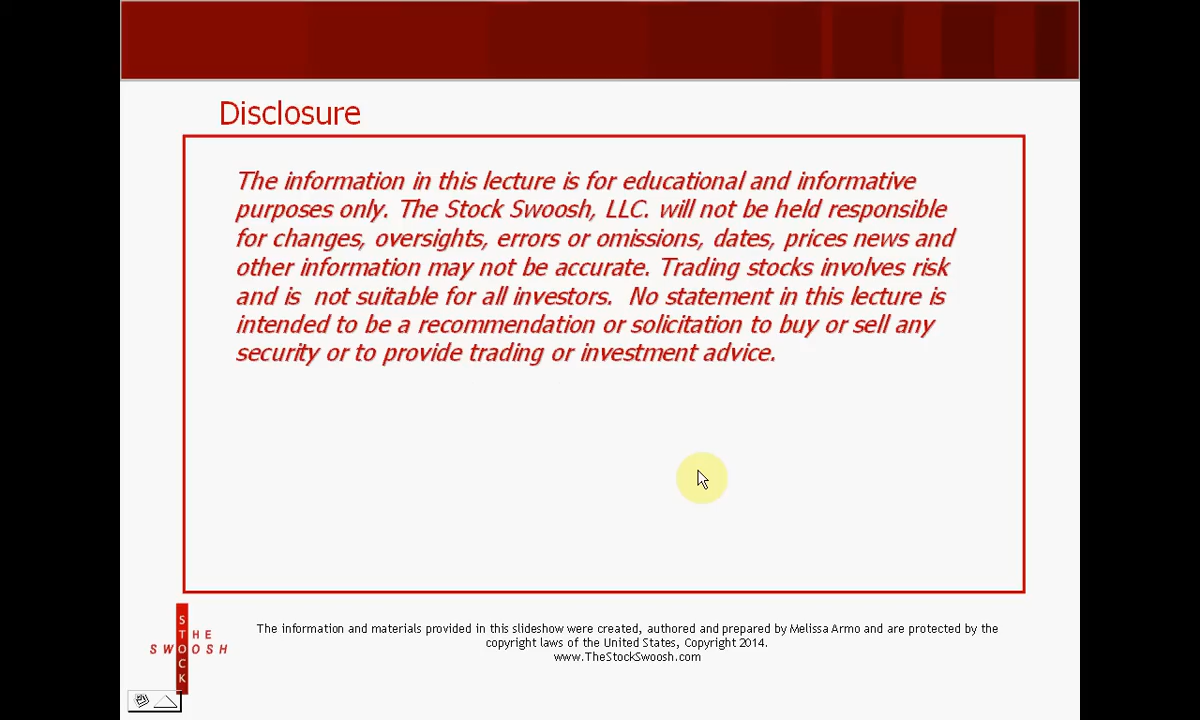 Disclosure
The information in this lecture is for educational and informative
purposes only. The Stock Swoosh, LLC. will not be held responsible
for changes, oversights, errors or omissions, dates, prices news and
other information may not be accurate. Trading stocks involves risk
and is  not suitable for all investors.  No statement in this lecture is
intended to be a recommendation or solicitation to buy or sell any
security or to provide trading or investment advice.
THE
STOCK
SWOOSH
The information and materials provided in this slideshow were created, authored and prepared by Melissa Armo and are protected by the
copyright laws of the United States, Copyright 2014.
www.TheStockSwoosh.com